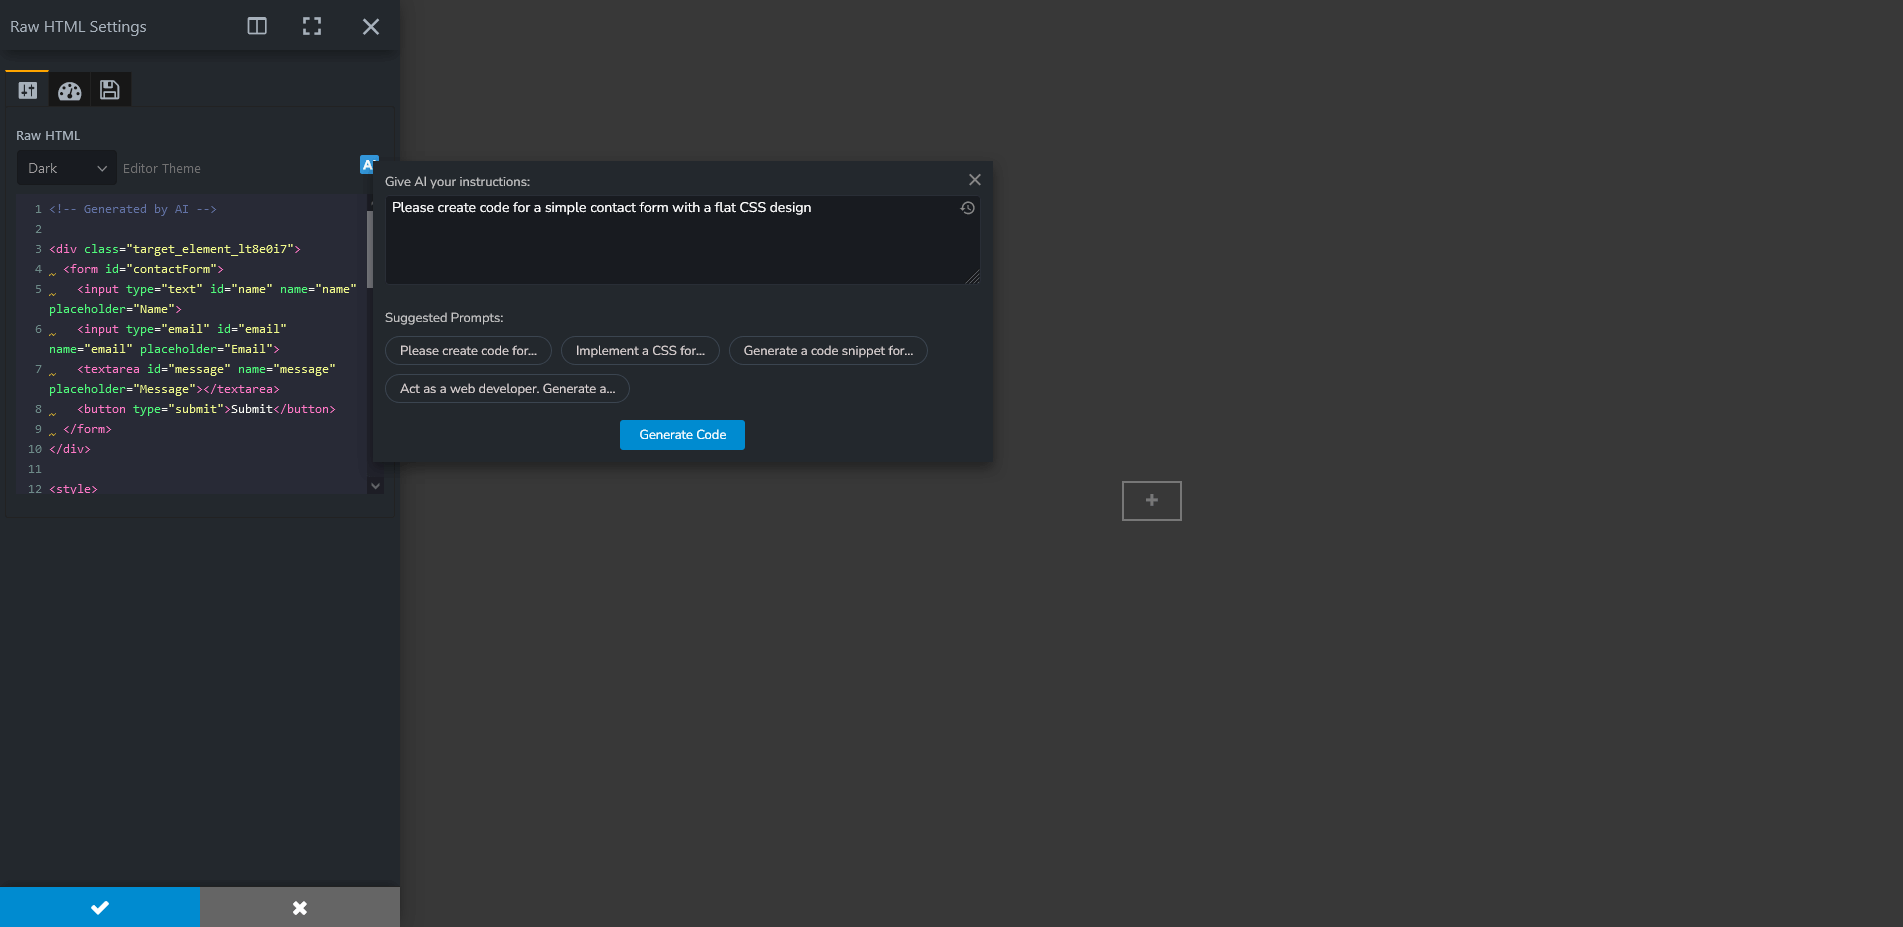 Raw HTML Settings
Raw HTML
Dark
Editor Theme
1 <!-- Generated by AI -->
2
3 <div class="target_element_lt8e0i7">
4 <form id="contactForm">
5 <input type="text" id="name" name="name"
placeholder="Name">
6 <input type="email" id="email"
name="email" placeholder="Email">
7 <textarea id="message" name="message"
placeholder="Message"></textarea>
8 <button type="submit">Submit</button>
9 </form>
10 </div>
11
12 <style>
Give AI your instructions:
Please create code for a simple contact form with a flat CSS design
Suggested Prompts:
Please create code for...
Implement a CSS for...
Generate a code snippet for...
Act as a web developer. Generate a...
Generate Code